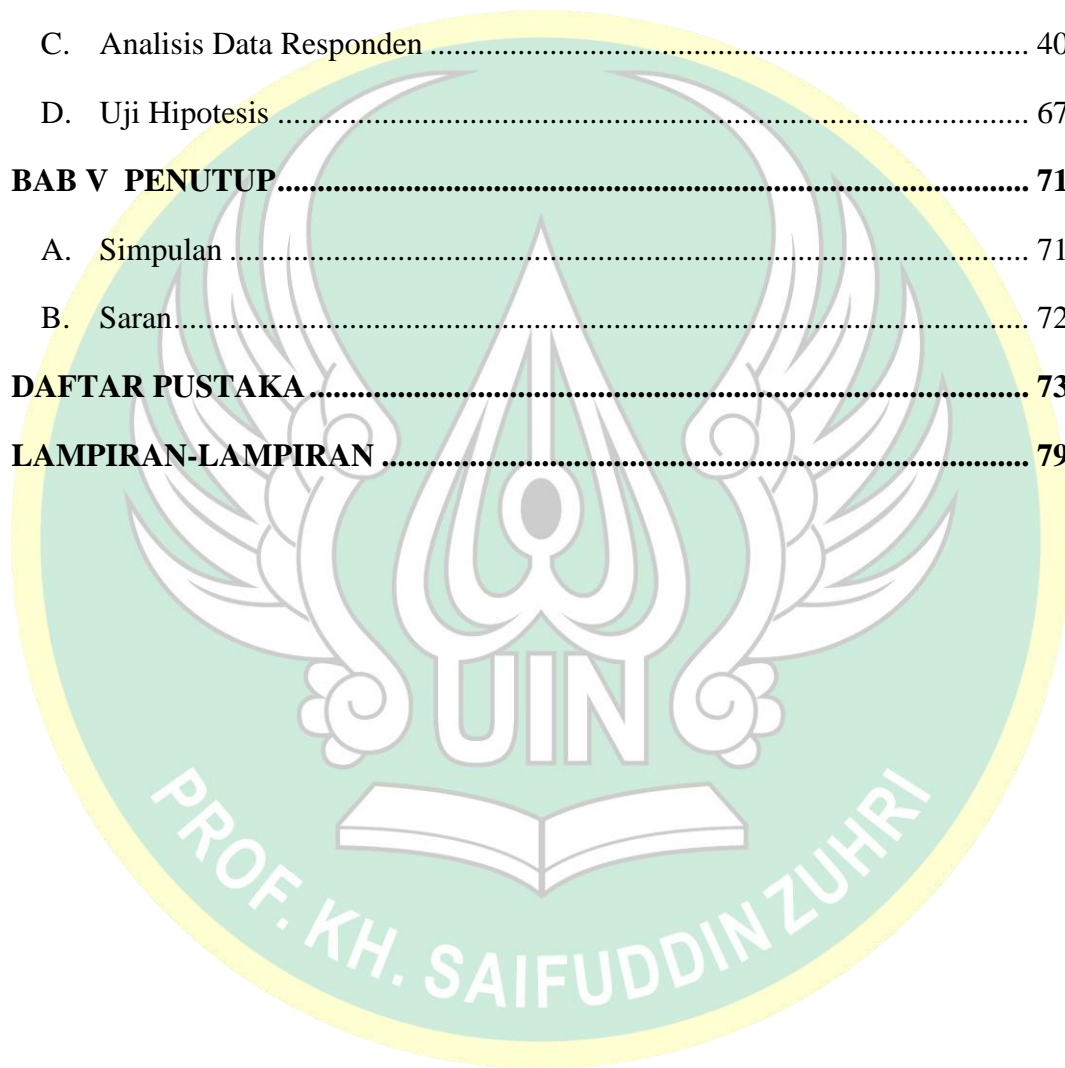 C. Analisis Data Responden ........................................................................... 40
D. Uji Hipotesis .............................................................................................. 67
BAB V PENUTUP.............................................................................................. 71
A. Simpulan .................................................................................................... 71
B. Saran........................................................................................................... 72
DAFTAR PUSTAKA .......................................................................................... 73
LAMPIRAN-LAMPIRAN ................................................................................. 79
UIN
PROF. KH. SAIFUDDIN ZUHRI